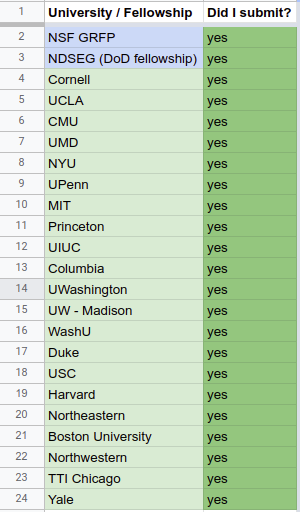 1 University / Fellowship Did I submit?
2 NSF GRFP yes
3 NDSEG (DoD fellowship) yes
4 Cornell yes
5 UCLA yes
6 CMU yes
7 UMD yes
8 NYU yes
9 UPenn yes
10 MIT yes
11 Princeton yes
12 UIUC yes
13 Columbia yes
14 UWashington yes
15 UW - Madison yes
16 WashU yes
17 Duke yes
18 USC yes
19 Harvard yes
20 Northeastern yes
21 Boston University yes
22 Northwestern yes
23 TTI Chicago yes
24 Yale yes